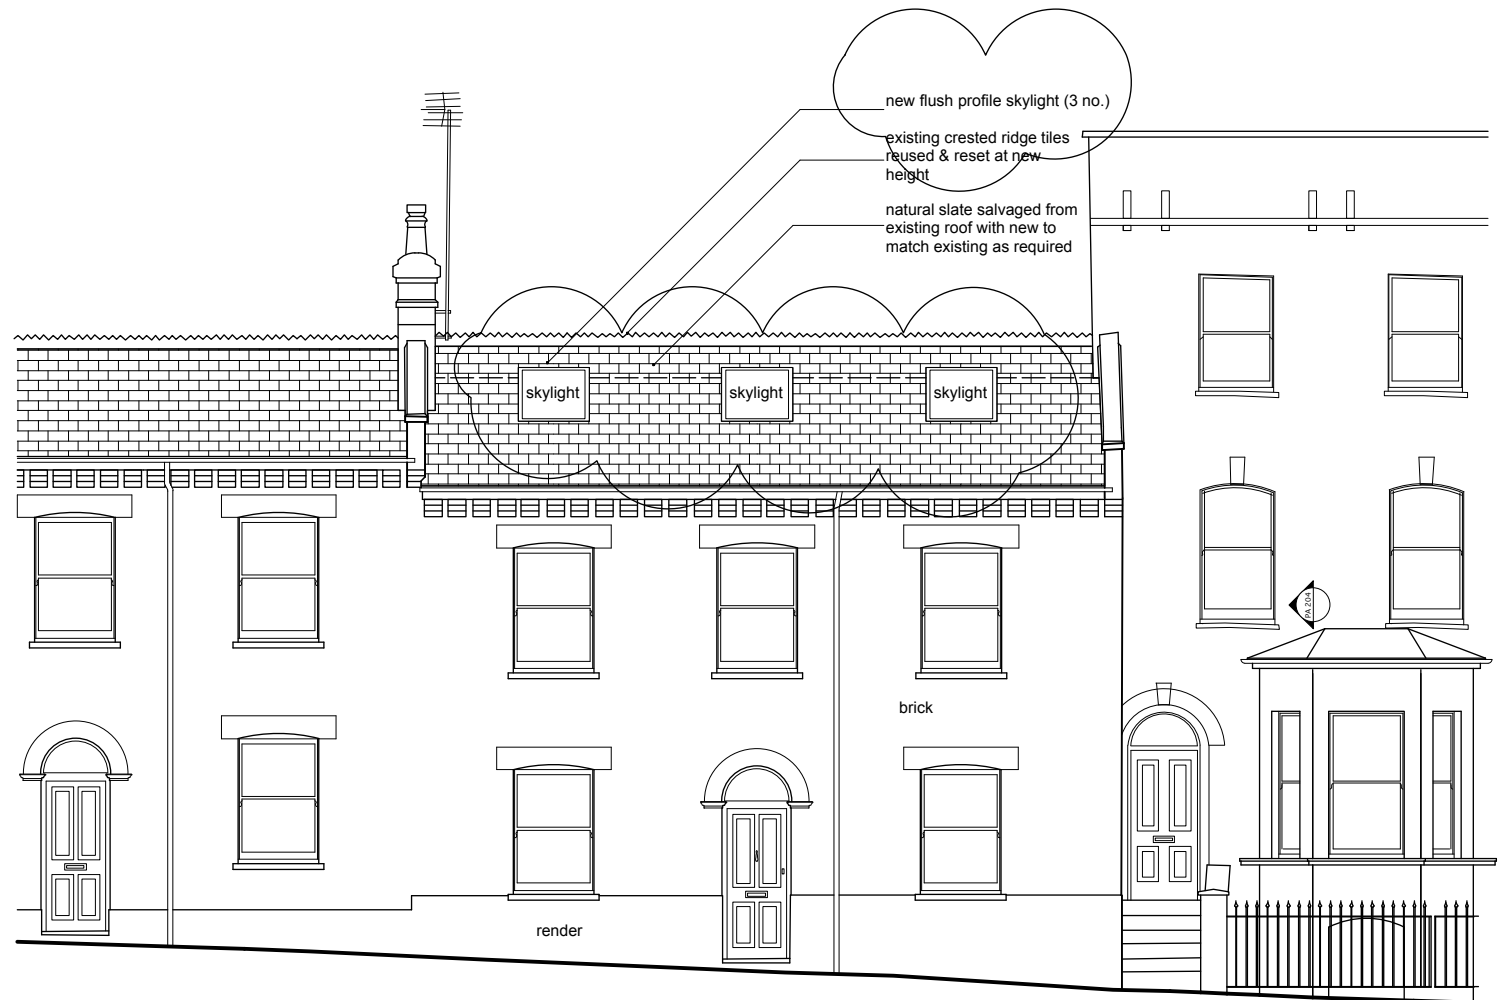 new flush profile skylight (3 no.)
existing crested ridge tiles
reused & reset at new
height
natural slate salvaged from
existing roof with new to
match existing as required
skylight
skylight
skylight
PA 204
brick
render